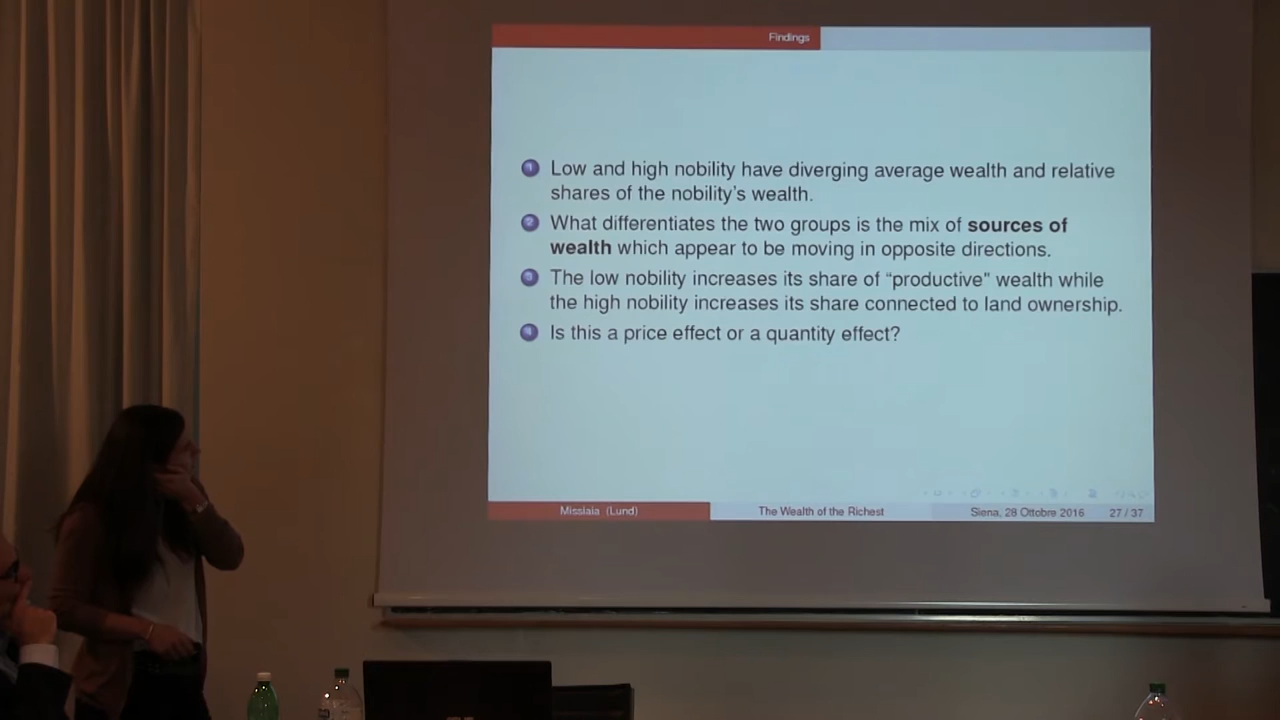 Findings
1 Low and high nobility have diverging average wealth and relative
shares of the nobility's wealth.
2 What differentiates the two groups is the mix of sources of
wealth which appear to be moving in opposite directions.
3 The low nobility increases its share of “productive" wealth while
the high nobility increases its share connected to land ownership.
4 Is this a price effect or a quantity effect?
Missiaia (Lund) The Wealth of the Richest Siena, 28 Ottobre 2016 27 / 37